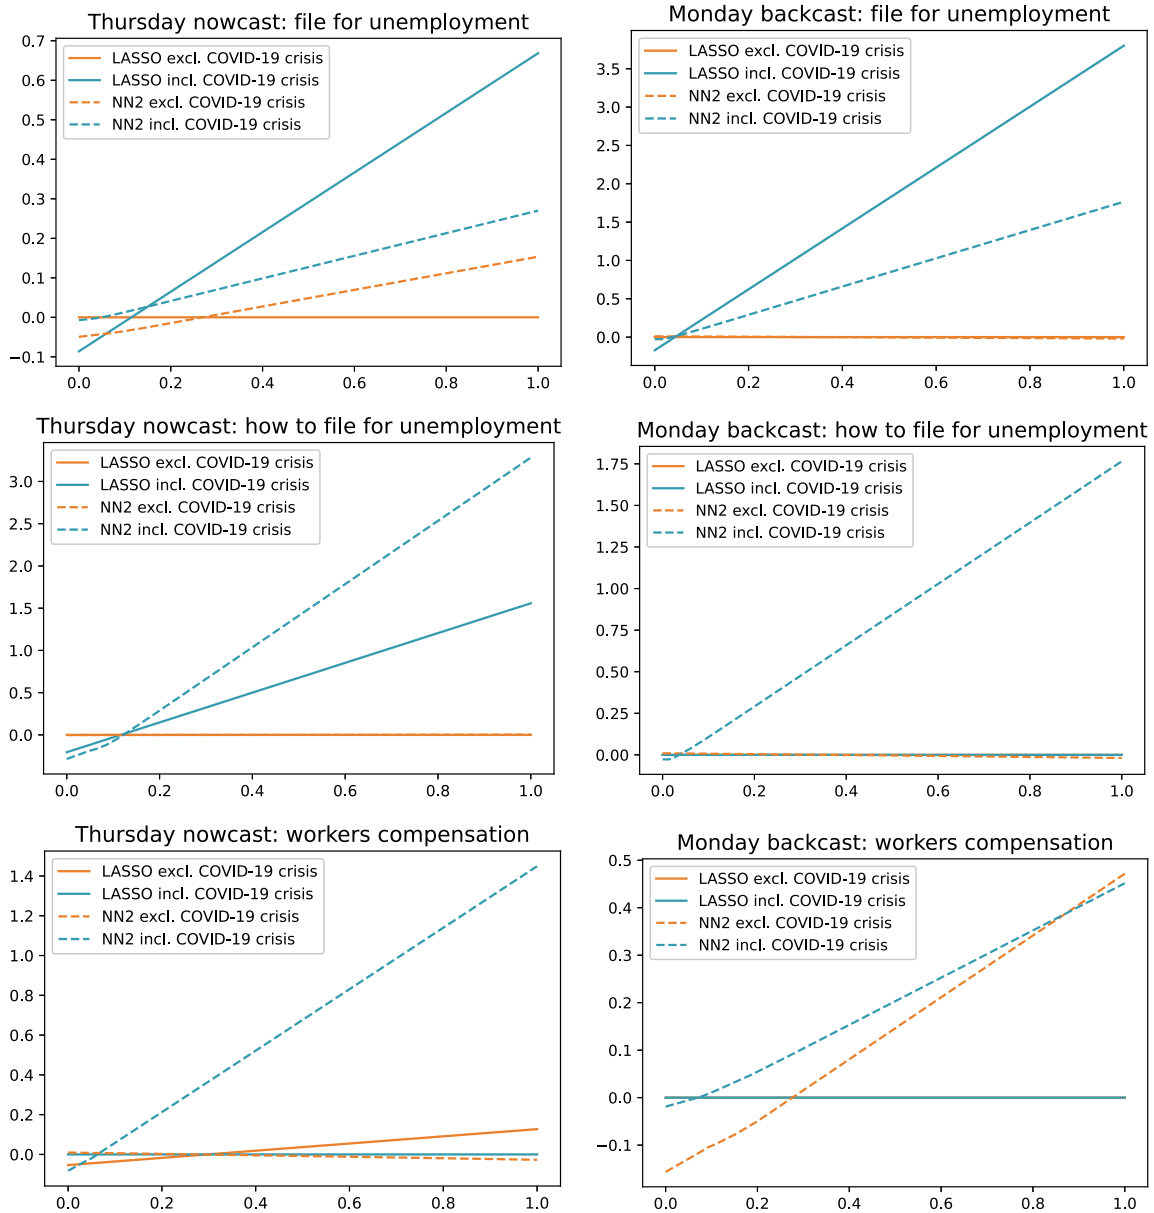 Thursday nowcast: file for unemployment
0.7
0.6
0.5
0.4
0.3
0.2
0.1
0.0
−0.1
LASSO excl. COVID-19 crisis
LASSO incl. COVID-19 crisis
NN2 excl. COVID-19 crisis
NN2 incl. COVID-19 crisis
0.0 0.2 0.4 0.6 0.8 1.0
Monday backcast: file for unemployment
3.5
3.0
2.5
2.0
1.5
1.0
0.5
0.0
LASSO excl. COVID-19 crisis
LASSO incl. COVID-19 crisis
NN2 excl. COVID-19 crisis
NN2 incl. COVID-19 crisis
0.0 0.2 0.4 0.6 0.8 1.0
Thursday nowcast: how to file for unemployment
3.0
2.5
2.0
1.5
1.0
0.5
0.0
LASSO excl. COVID-19 crisis
LASSO incl. COVID-19 crisis
NN2 excl. COVID-19 crisis
NN2 incl. COVID-19 crisis
0.0 0.2 0.4 0.6 0.8 1.0
Monday backcast: how to file for unemployment
1.75
1.50
1.25
1.00
0.75
0.50
0.25
0.00
LASSO excl. COVID-19 crisis
LASSO incl. COVID-19 crisis
NN2 excl. COVID-19 crisis
NN2 incl. COVID-19 crisis
0.0 0.2 0.4 0.6 0.8 1.0
Thursday nowcast: workers compensation
1.4
1.2
1.0
0.8
0.6
0.4
0.2
0.0
LASSO excl. COVID-19 crisis
LASSO incl. COVID-19 crisis
NN2 excl. COVID-19 crisis
NN2 incl. COVID-19 crisis
0.0 0.2 0.4 0.6 0.8 1.0
Monday backcast: workers compensation
0.5
0.4
0.3
0.2
0.1
0.0
−0.1
LASSO excl. COVID-19 crisis
LASSO incl. COVID-19 crisis
NN2 excl. COVID-19 crisis
NN2 incl. COVID-19 crisis
0.0 0.2 0.4 0.6 0.8 1.0